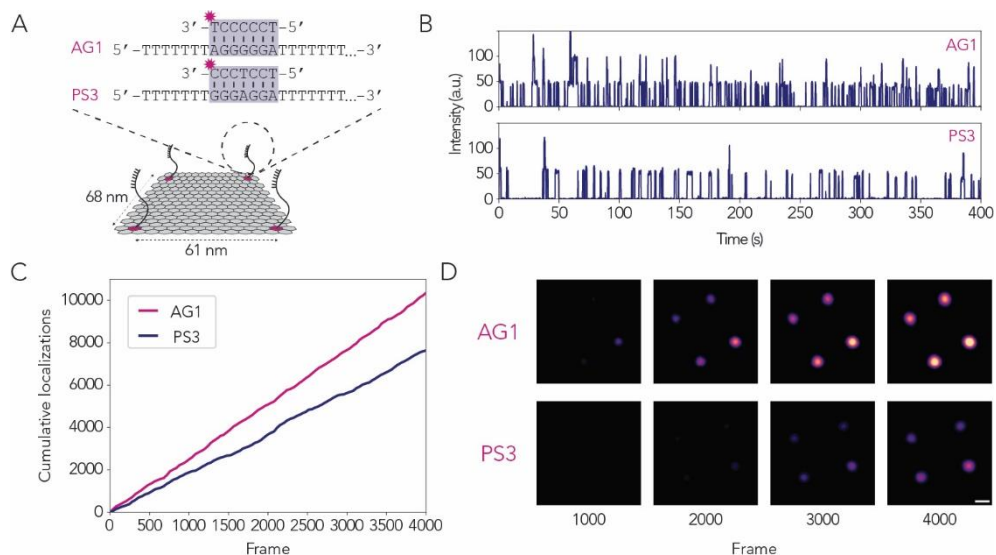 A
3′-TCCCCCT-5′
AG1 5′-TTTTTTTAGGGGGATTTTTTT...-3′
3′-CCCTCCT-5′
PS3 5′-TTTTTTTGGGAGGATTTTTTT...-3′
68 nm
61 nm
B
Intensity (a.u.)
100
50
0
AG1
100
50
0
PS3
0 50 100 150 200 250 300 350 400
Time (s)
C
Cumulative localizations
10000
8000
6000
4000
2000
0
AG1
PS3
0 500 1000 1500 2000 2500 3000 3500 4000
Frame
D
AG1
PS3
1000 2000 3000 4000
Frame